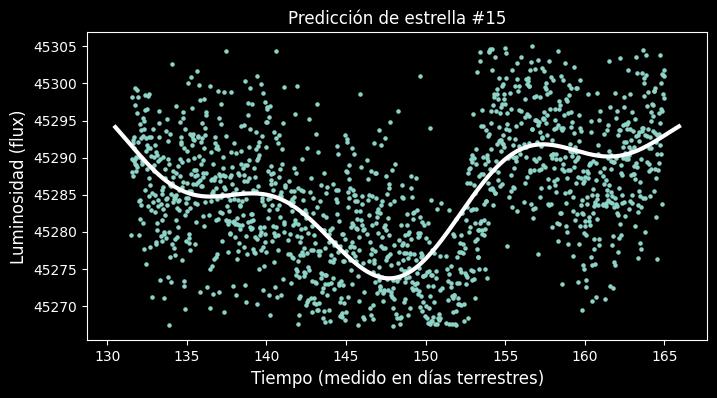 Predicción de estrella #15
Luminosidad (flux)
45305
45300
45295
45290
45285
45280
45275
45270
130 135 140 145 150 155 160 165
Tiempo (medido en días terrestres)